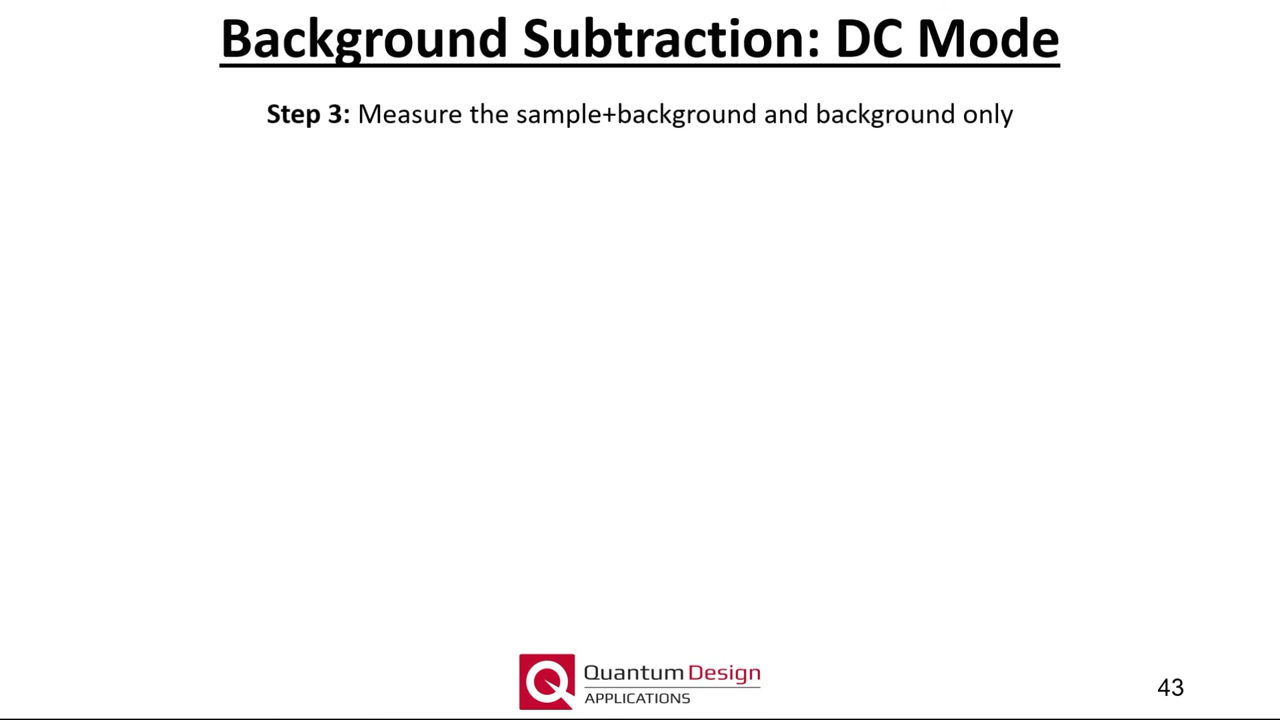 Background Subtraction: DC Mode
Step 3: Measure the sample+background and background only
Quantum Design
APPLICATIONS
43